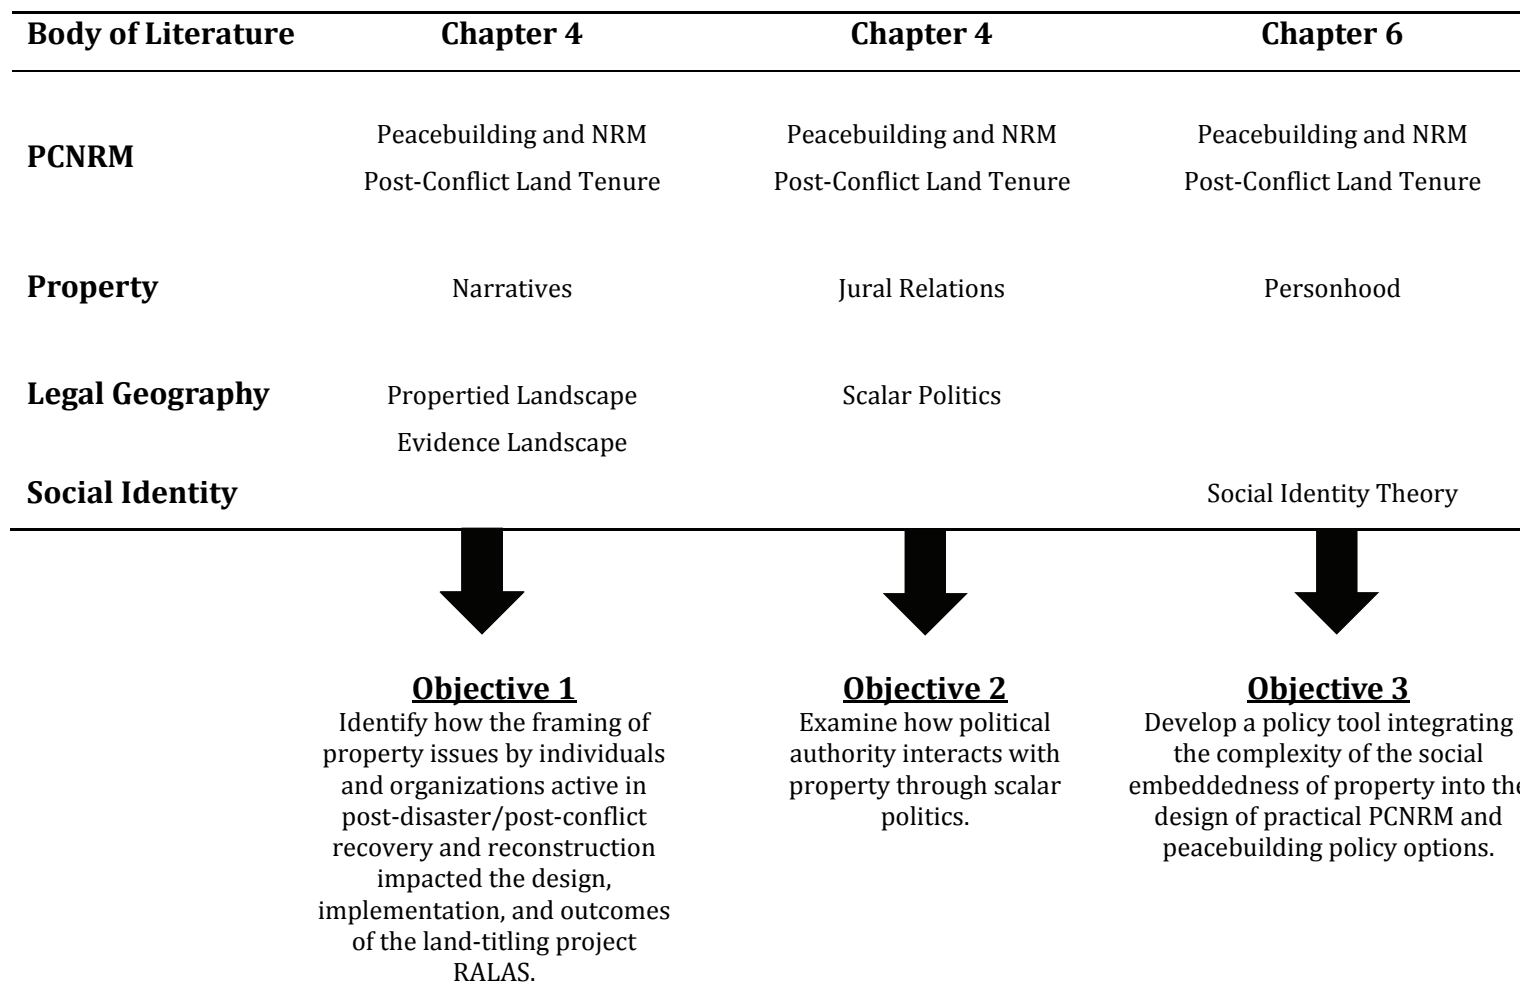 Body of Literature Chapter 4 Chapter 4 Chapter 6
PCNRM
Peacebuilding and NRM Peacebuilding and NRM Peacebuilding and NRM
Post-Conflict Land Tenure Post-Conflict Land Tenure Post-Conflict Land Tenure
Property Narratives Jural Relations Personhood
Legal Geography Propertied Landscape Scalar Politics
Evidence Landscape
Social Identity Social Identity Theory
Objective 1
Identify how the framing of
property issues by individuals
and organizations active in
post-disaster/post-conflict
recovery and reconstruction
impacted the design,
implementation, and outcomes
of the land-titling project
RALAS.
Objective 2
Examine how political
authority interacts with
property through scalar
politics.
Objective 3
Develop a policy tool integrating
the complexity of the social
embeddedness of property into the
design of practical PCNRM and
peacebuilding policy options.